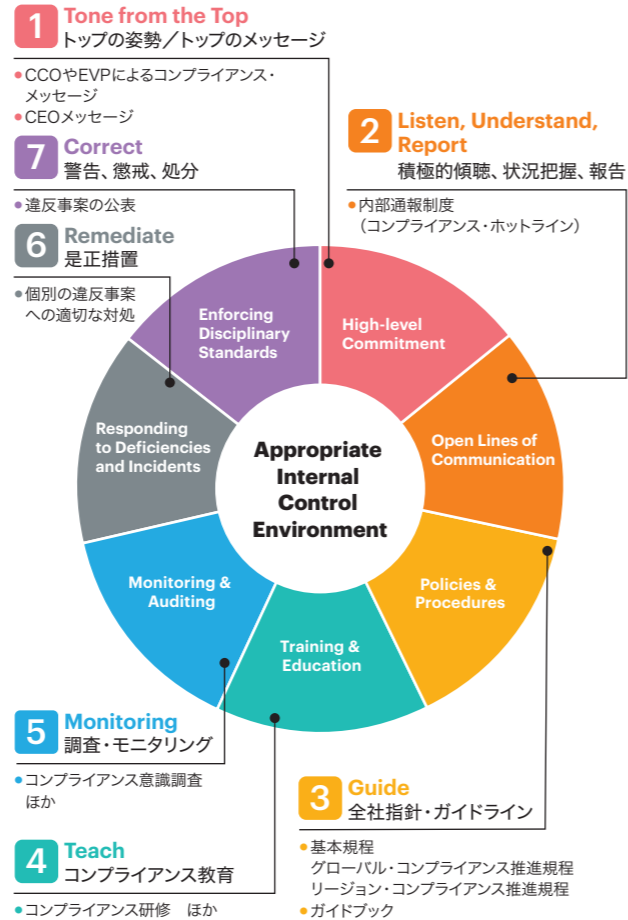 1 Tone from the Top
トップの姿勢／トップのメッセージ
●CCOやEVPによるコンプライアンス・
メッセージ
●CEOメッセージ
2 Listen, Understand,
Report
積極的傾聴、状況把握、報告
●内部通報制度
（コンプライアンス・ホットライン）
7 Correct
警告、懲戒、処分
●違反事案の公表
6 Remediate
是正措置
●個別の違反事案
への適切な対処
Enforcing
Disciplinary
Standards
High-level
Commitment
Responding
to Deficiencies
and Incidents
Open Lines of
Communication
Appropriate
Internal
Control
Environment
Monitoring &
Auditing
Policies &
Procedures
Training &
Education
5 Monitoring
調査・モニタリング
●コンプライアンス意識調査
ほか
3 Guide
全社指針・ガイドライン
●基本規程
グローバル・コンプライアンス推進規程
リージョン・コンプライアンス推進規程
●ガイドブック
4 Teach
コンプライアンス教育
●コンプライアンス研修　ほか